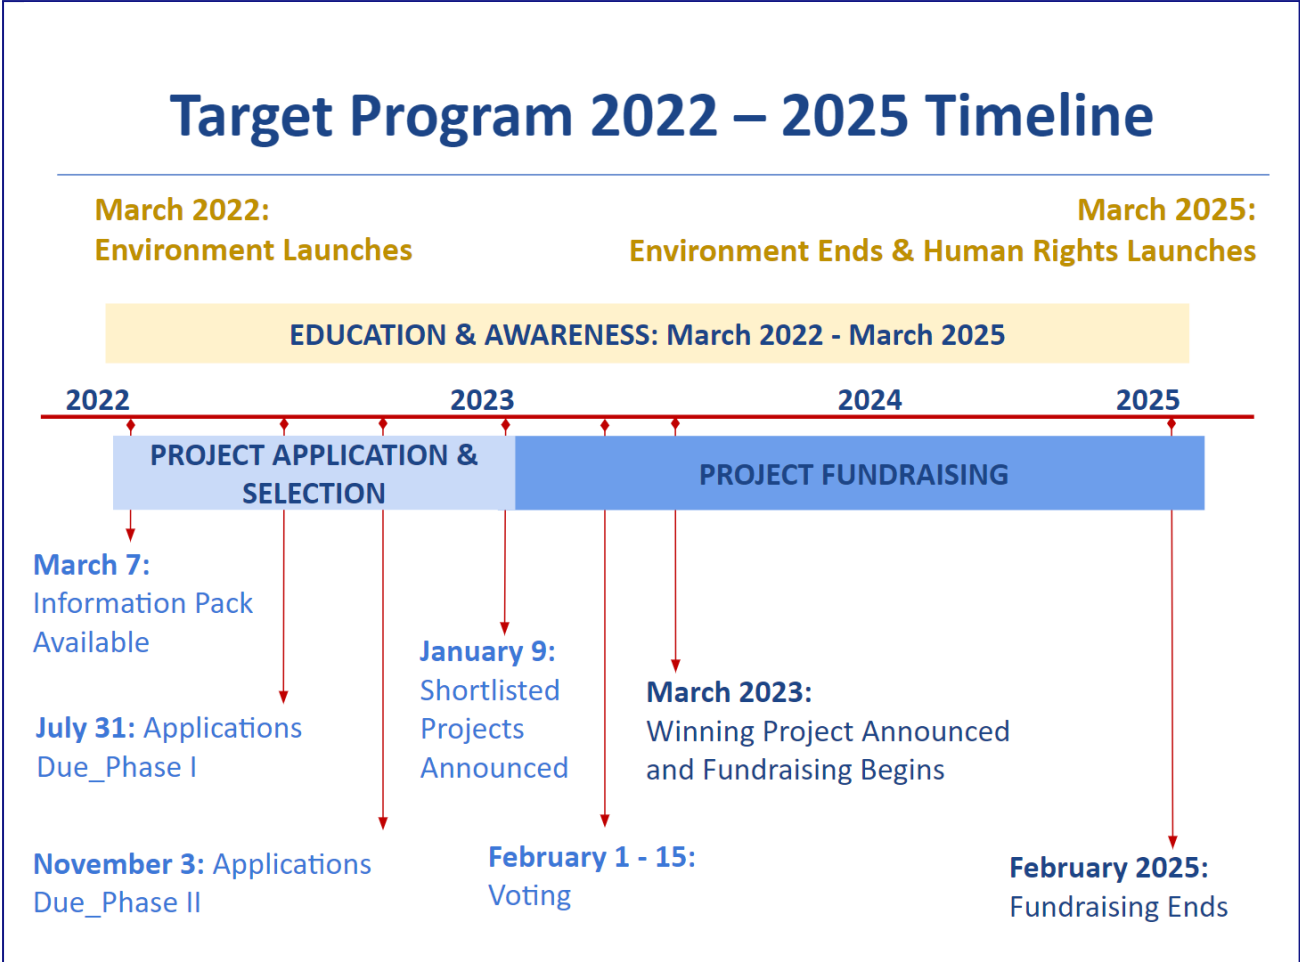 Target Program 2022 – 2025 Timeline
March 2022:
Environment Launches
March 2025:
Environment Ends & Human Rights Launches
EDUCATION & AWARENESS: March 2022 - March 2025
2022
2023
2024
2025
PROJECT APPLICATION &
SELECTION
PROJECT FUNDRAISING
March 7:
Information Pack
Available
July 31: Applications
Due_Phase I
November 3: Applications
Due_Phase II
January 9:
Shortlisted
Projects
Announced
February 1 - 15:
Voting
March 2023:
Winning Project Announced
and Fundraising Begins
February 2025:
Fundraising Ends